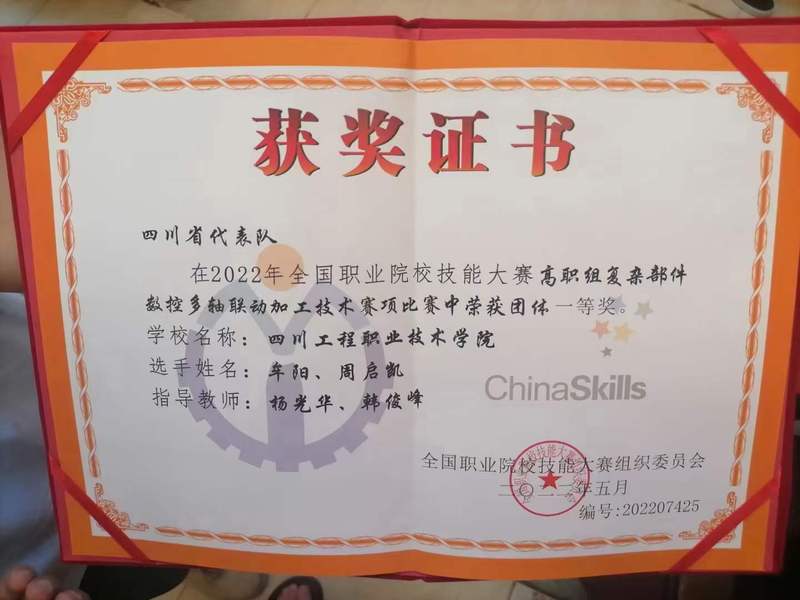 获奖证书
四川省代表队
在2022年全国职业院校技能大赛高职组复杂部件
数控多轴联动加工技术赛项比赛中荣获团体一等奖。
学校名称：四川工程职业技术学院
选手姓名：牟阳、周启凯
指导教师：杨光华、韩俊峰
ChinaSkills
全国职业院校技能大赛组织委员会
二〇二二年五月
编号:202207425